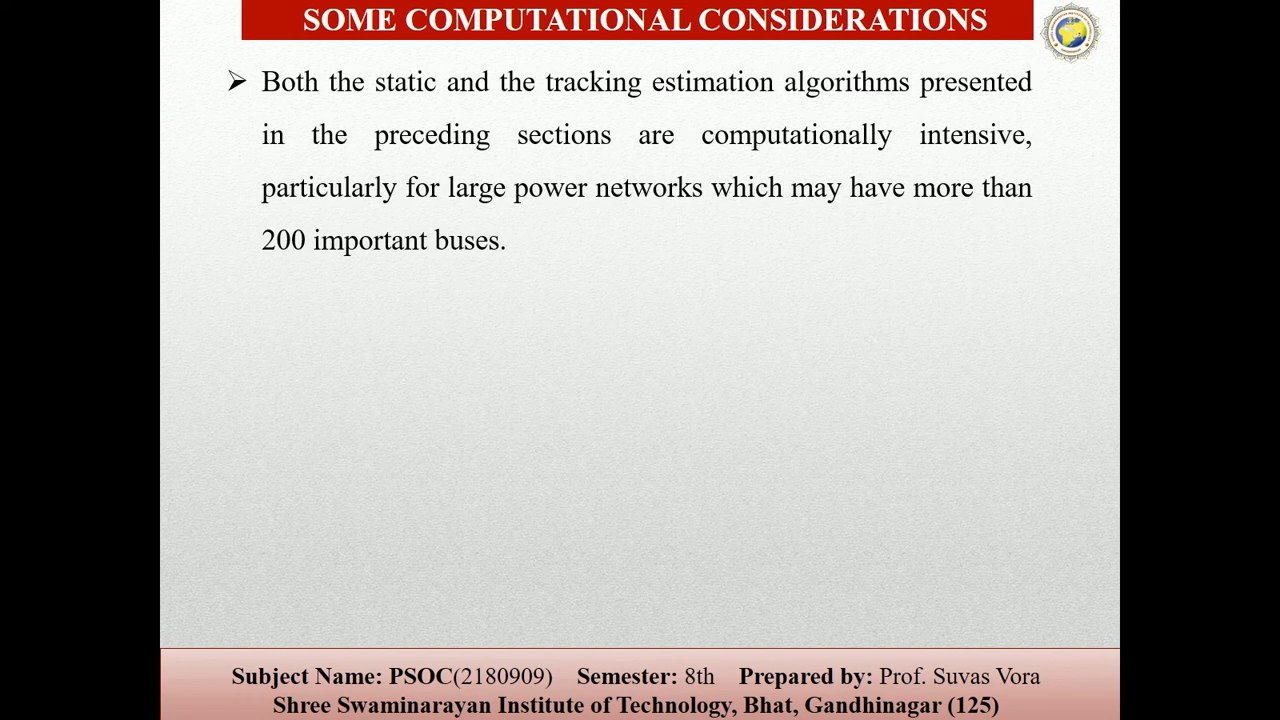 SOME COMPUTATIONAL CONSIDERATIONS
➢ Both the static and the tracking estimation algorithms presented
in the preceding sections are computationally intensive,
particularly for large power networks which may have more than
200 important buses.
Subject Name: PSOC(2180909) Semester: 8th Prepared by: Prof. Suvas Vora
Shree Swaminarayan Institute of Technology, Bhat, Gandhinagar (125)